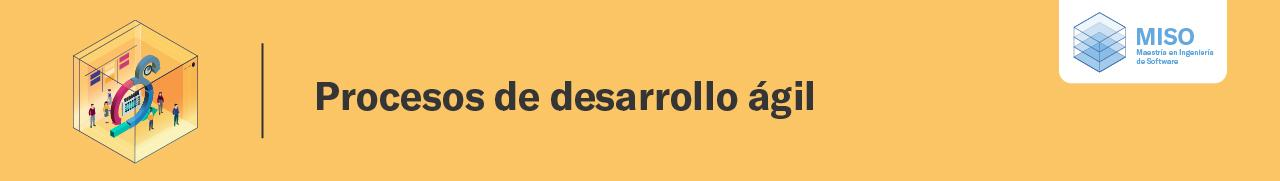 Procesos de desarrollo ágil
MISO
Maestría en Ingeniería
de Software